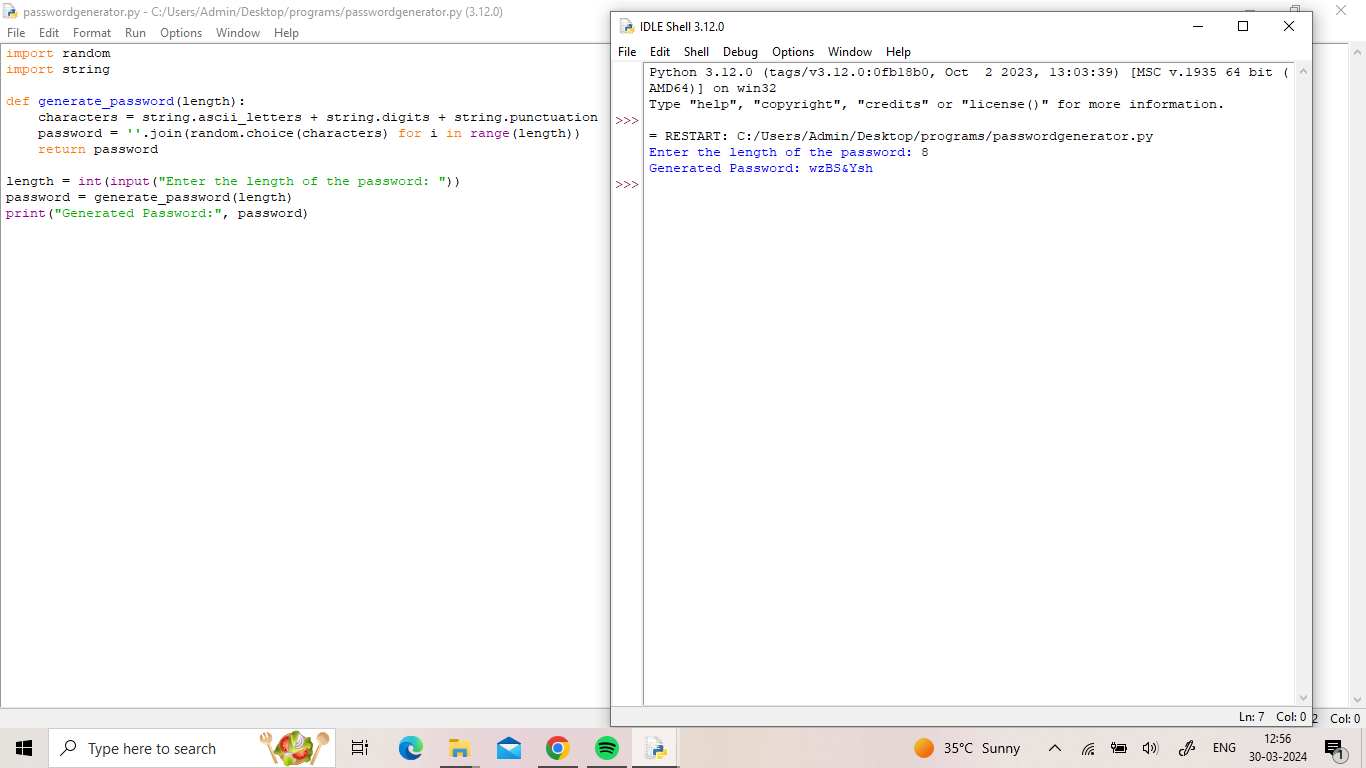 passwordgenerator.py - C:/Users/Admin/Desktop/programs/passwordgenerator.py (3.12.0)
File Edit Format Run Options Window Help
import random
import string
def generate_password(length):
characters = string.ascii_letters + string.digits + string.punctuation
password = ''.join(random.choice(characters) for i in range(length))
return password
length = int(input("Enter the length of the password: "))
password = generate_password(length)
print("Generated Password:", password)
IDLE Shell 3.12.0
File Edit Shell Debug Options Window Help
Python 3.12.0 (tags/v3.12.0:0fb18b0, Oct  2 2023, 13:03:39) [MSC v.1935 64 bit (
AMD64)] on win32
Type "help", "copyright", "credits" or "license()" for more information.
>>>
= RESTART: C:/Users/Admin/Desktop/programs/passwordgenerator.py
Enter the length of the password: 8
Generated Password: wzBS&Ysh
>>>
Ln: 7 Col: 0
2 Col: 0
Type here to search
35°C Sunny
ENG
12:56
30-03-2024
1